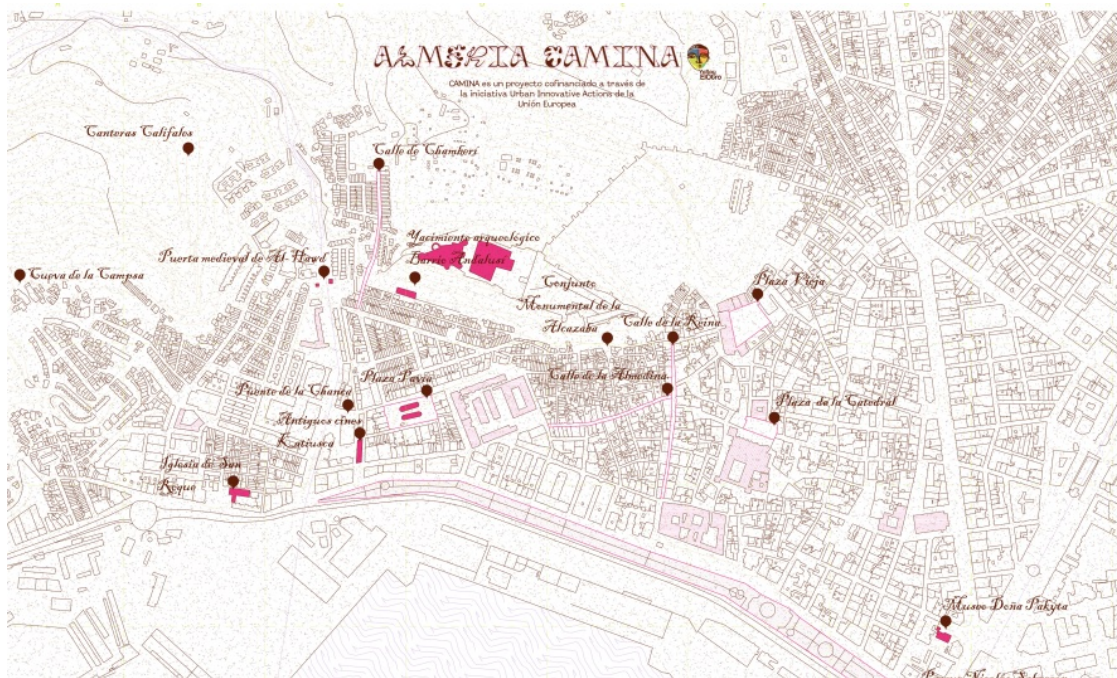 ALMERIA CAMINA
Yellow
ElOtro
CAMINA es un proyecto cofinanciado a través de
la iniciativa Urban Innovative Actions de la
Unión Europea
Canteras Califales
Calle de Chamberí
Yacimiento arqueológico
Barrio Andalusí
Puerta medieval de Al-Hawd
Cueva de la Campsa
Conjunto
Monumental de la
Alcazaba
Plaza Vieja
Calle de la Reina
Calle de la Almedina
Plaza Pavía
Puente de la Chanca
Plaza de la Catedral
Antiguos cines
Katiuska
Iglesia de San
Roque
Museo Doña Pakyta